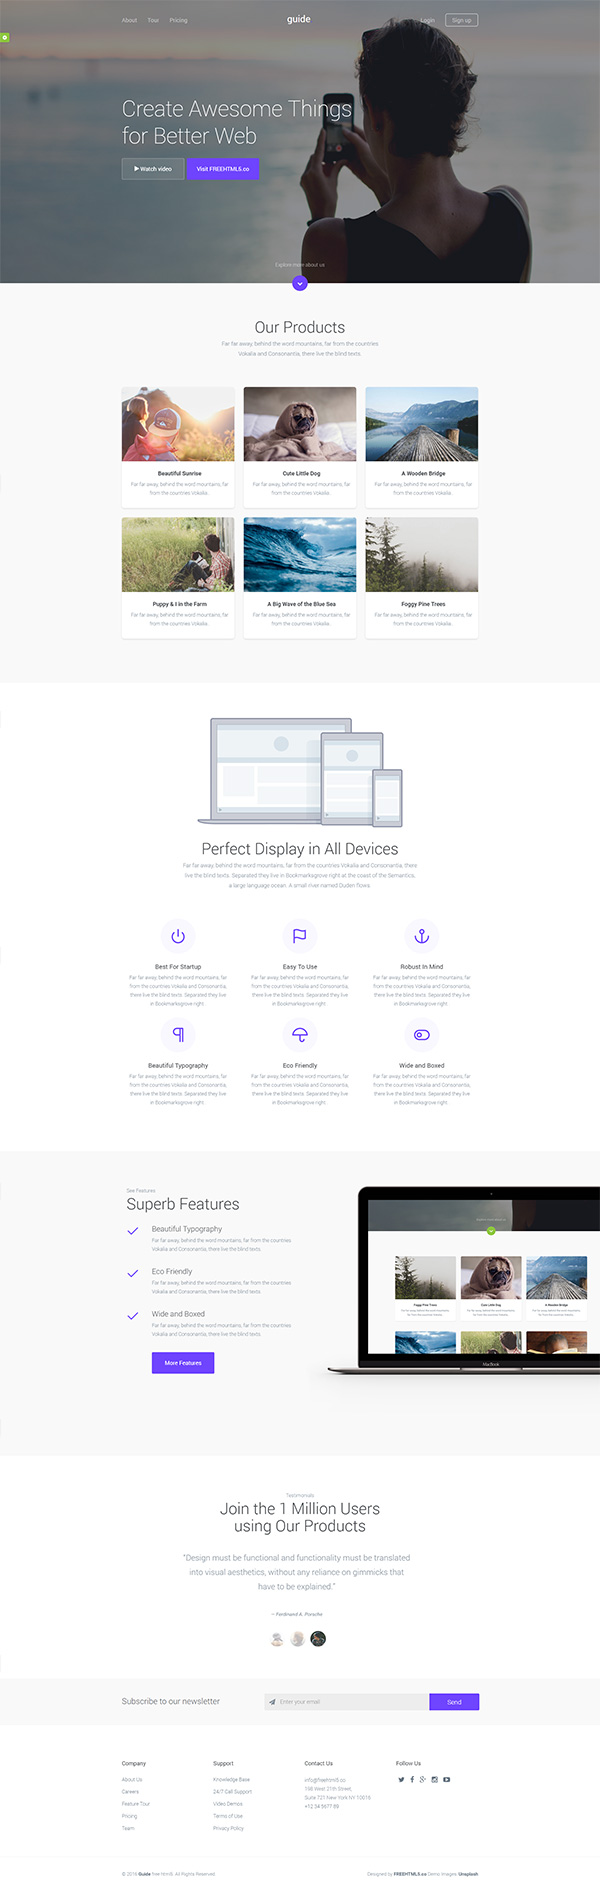 About Tour Pricing guide Login Sign up
Create Awesome Things
for Better Web
Watch video Visit FREEHTML5.co
Explore more about us
Our Products
Far far away, behind the word mountains, far from the countries
Vokalia and Consonantia, there live the blind texts.
Beautiful Sunrise
Far far away, behind the word mountains, far
from the countries Vokalia.
Cute Little Dog
Far far away, behind the word mountains, far
from the countries Vokalia.
A Wooden Bridge
Far far away, behind the word mountains, far
from the countries Vokalia.
Puppy & I in the Farm
Far far away, behind the word mountains, far
from the countries Vokalia.
A Big Wave of the Blue Sea
Far far away, behind the word mountains, far
from the countries Vokalia.
Foggy Pine Trees
Far far away, behind the word mountains, far
from the countries Vokalia.
Perfect Display in All Devices
Far far away, behind the word mountains, far from the countries Vokalia and Consonantia, there
live the blind texts. Separated they live in Bookmarksgrove right at the coast of the Semantics,
a large language ocean. A small river named Duden flows
Best For Startup
Far far away, behind the word mountains, far
from the countries Vokalia and Consonantia,
there live the blind texts. Separated they live
in Bookmarksgrove right
Easy To Use
Far far away, behind the word mountains, far
from the countries Vokalia and Consonantia,
there live the blind texts. Separated they live
in Bookmarksgrove right
Robust In Mind
Far far away, behind the word mountains, far
from the countries Vokalia and Consonantia,
there live the blind texts. Separated they live
in Bookmarksgrove right
Beautiful Typography
Far far away, behind the word mountains, far
from the countries Vokalia and Consonantia,
there live the blind texts. Separated they live
in Bookmarksgrove right
Eco Friendly
Far far away, behind the word mountains, far
from the countries Vokalia and Consonantia,
there live the blind texts. Separated they live
in Bookmarksgrove right
Wide and Boxed
Far far away, behind the word mountains, far
from the countries Vokalia and Consonantia,
there live the blind texts. Separated they live
in Bookmarksgrove right
See Features
Superb Features
Beautiful Typography
Far far away, behind the word mountains, far from the countries
Vokalia and Consonantia, there live the blind texts.
Eco Friendly
Far far away, behind the word mountains, far from the countries
Vokalia and Consonantia, there live the blind texts.
Wide and Boxed
Far far away, behind the word mountains, far from the countries
Vokalia and Consonantia, there live the blind texts.
More Features
Foggy Pine Trees
Cute Little Dog
A Wooden Bridge
MacBook
Testimonials
Join the 1 Million Users
using Our Products
"Design must be functional and functionality must be translated
into visual aesthetics, without any reliance on gimmicks that
have to be explained."
— Ferdinand A. Porsche
Subscribe to our newsletter Enter your email Send
Company
About Us
Careers
Feature Tour
Pricing
Team
Support
Knowledge Base
24/7 Call Support
Video Demos
Terms of Use
Privacy Policy
Contact Us
info@freehtml5.co
198 West 21th Street,
Suite 721 New York NY 10016
Follow Us
© 2016 Guide Free html5. All Rights Reserved.
Designed by FREEHTML5.co Demo Images: Unsplash